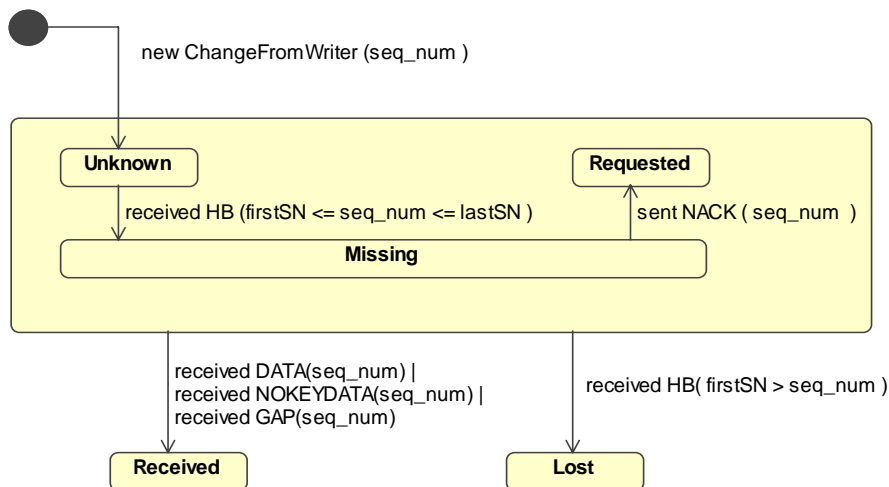 new ChangeFromWriter (seq_num )
Unknown
Requested
received HB (firstSN <= seq_num <= lastSN )
sent NACK ( seq_num )
Missing
received DATA(seq_num) |
received NOKEYDATA(seq_num) |
received GAP(seq_num)
received HB( firstSN > seq_num )
Received
Lost